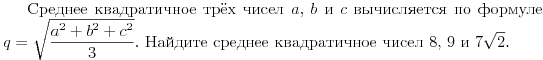 Среднее квадратичное трёх чисел a, b и c вычисляется по формуле
q = √((a² + b² + c²)/3). Найдите среднее квадратичное чисел 8, 9 и 7√2.